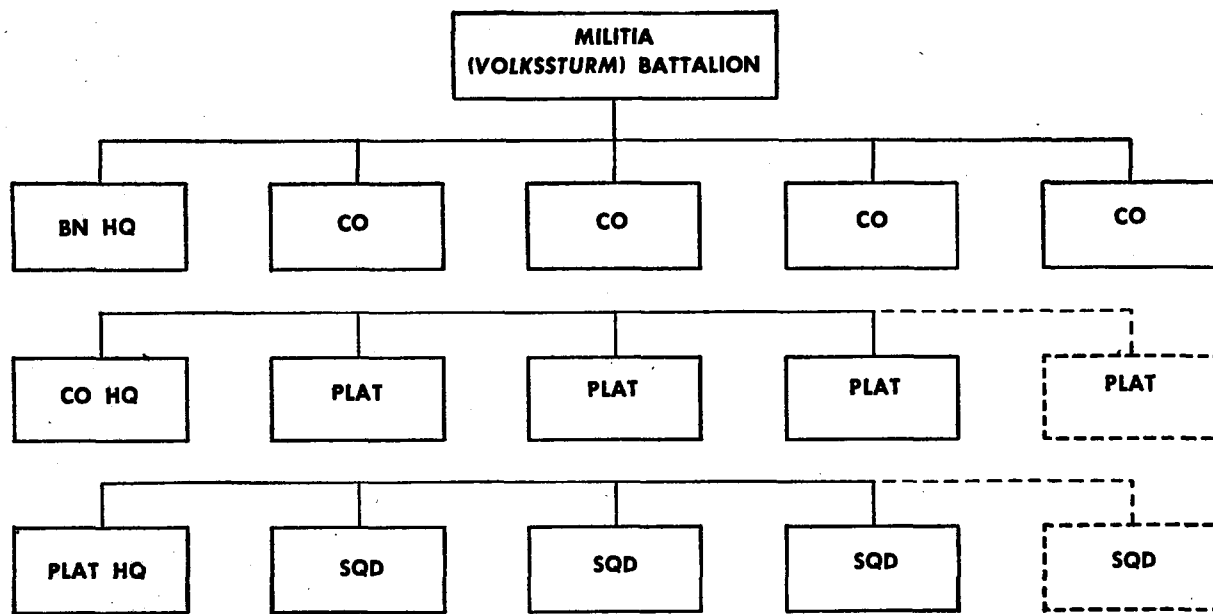 MILITIA
(VOLKSSTURM) BATTALION
BN HQ
CO
CO
CO
CO
CO HQ
PLAT
PLAT
PLAT
PLAT
PLAT HQ
SQD
SQD
SQD
SQD